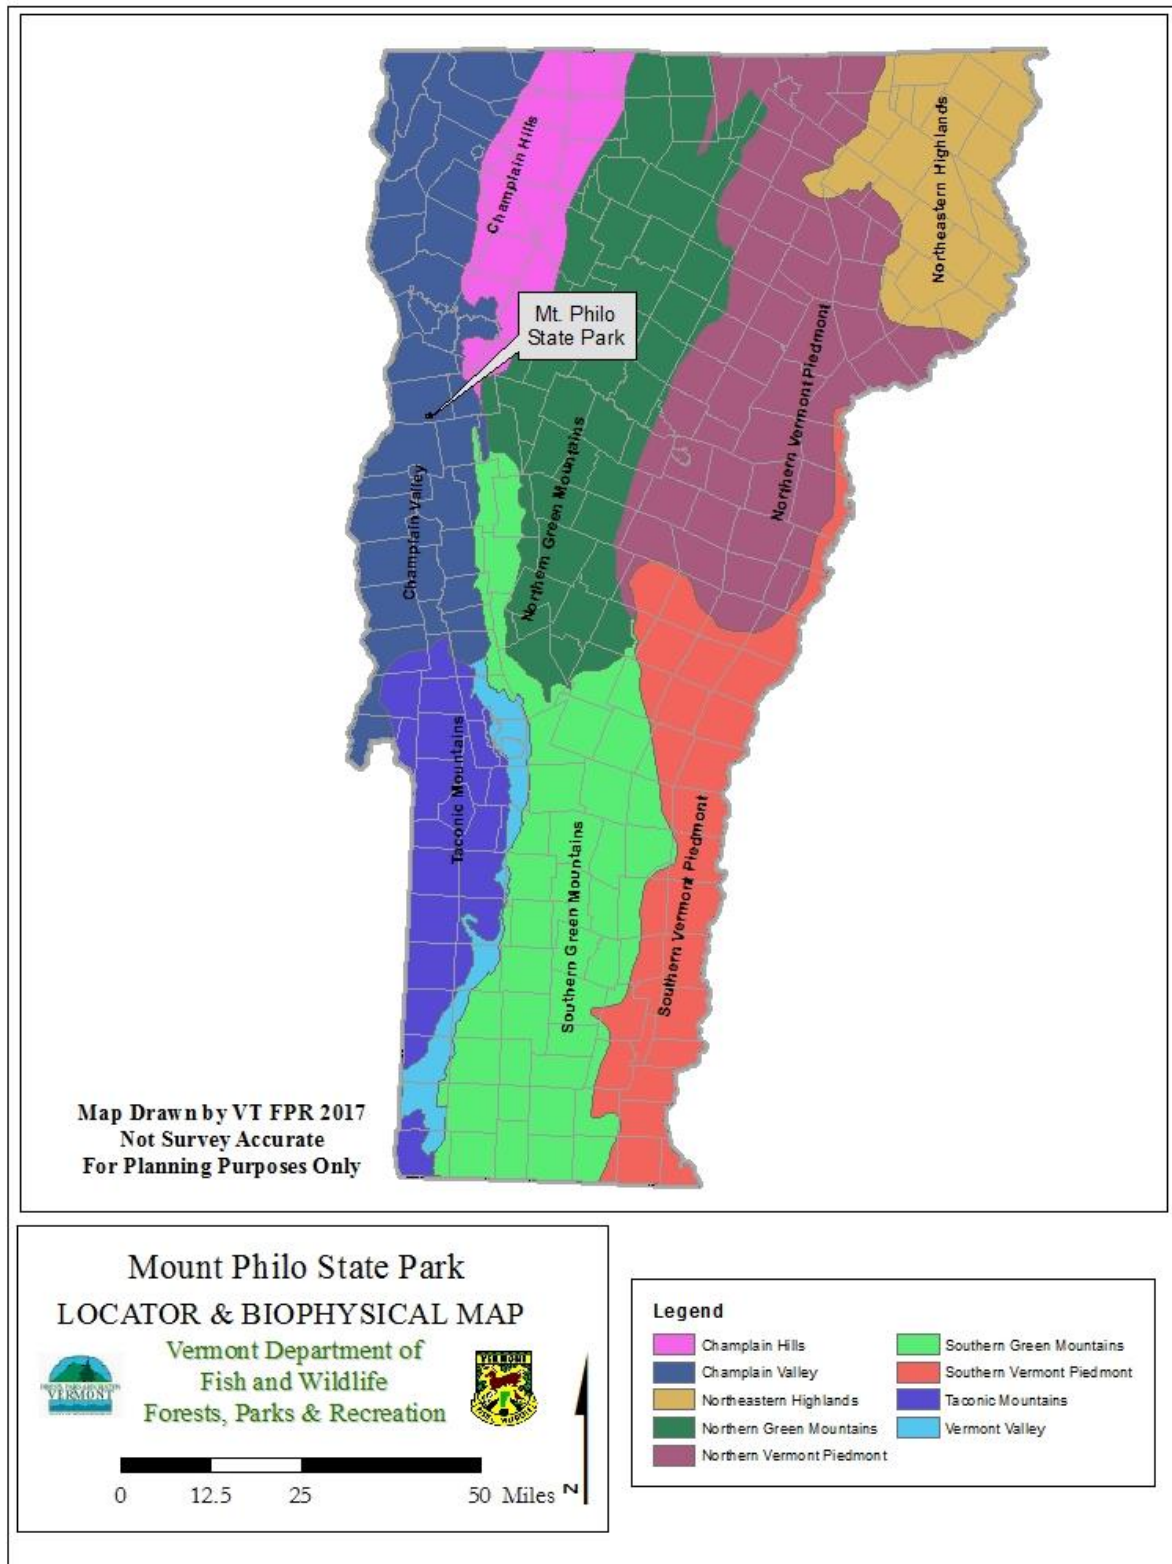 Champlain Hills
Northeastern Highlands
Mt. Philo
State Park
Northern Vermont Piedmont
Northern Green Mountains
Champlain Valley
Taconic Mountains
Southern Green Mountains
Southern Vermont Piedmont
Map Drawn by VT FPR 2017
Not Survey Accurate
For Planning Purposes Only
Mount Philo State Park
LOCATOR & BIOPHYSICAL MAP
Vermont Department of
Fish and Wildlife
Forests, Parks & Recreation
VERMONT
VERMONT
0 12.5 25 50 Miles
N
Legend
Champlain Hills
Champlain Valley
Northeastern Highlands
Northern Green Mountains
Northern Vermont Piedmont
Southern Green Mountains
Southern Vermont Piedmont
Taconic Mountains
Vermont Valley